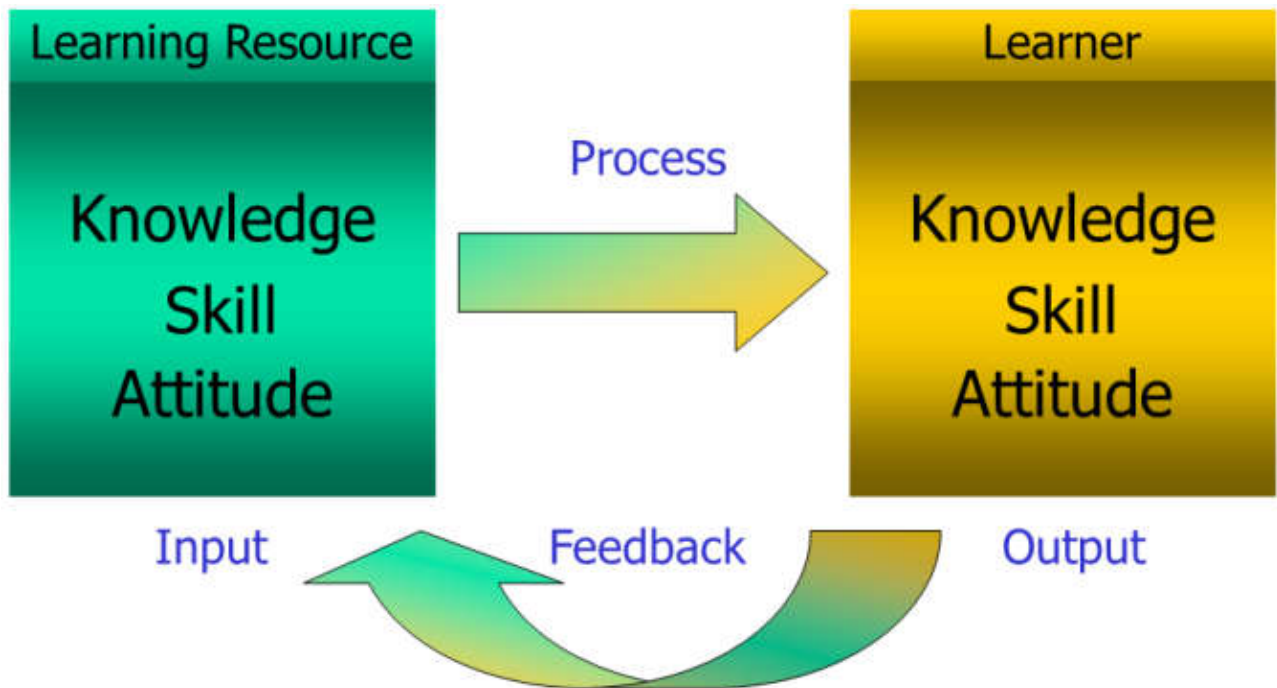 Learning Resource
Knowledge
Skill
Attitude
Process
Learner
Knowledge
Skill
Attitude
Input
Feedback
Output